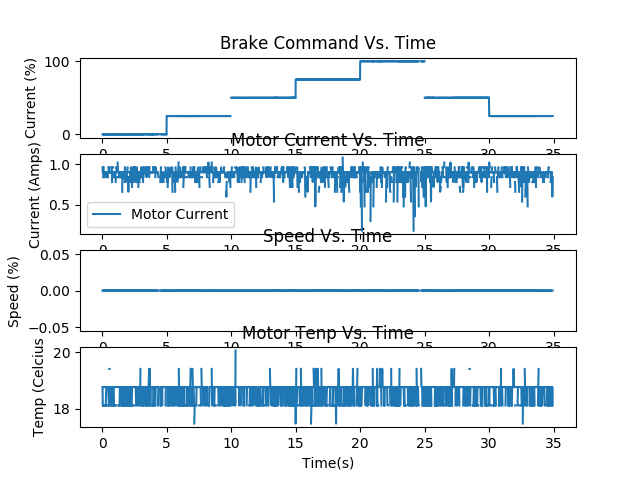 Brake Command Vs. Time
Current (%)
100
0
0 5 10 15 20 25 30 35
Motor Current Vs. Time
Current (Amps)
1.0
0.5
Motor Current
Speed Vs. Time
Speed (%)
0.05
0.00
−0.05
Motor Tenp Vs. Time
Temp (Celcius
20
18
0 5 10 15 20 25 30 35
Time(s)